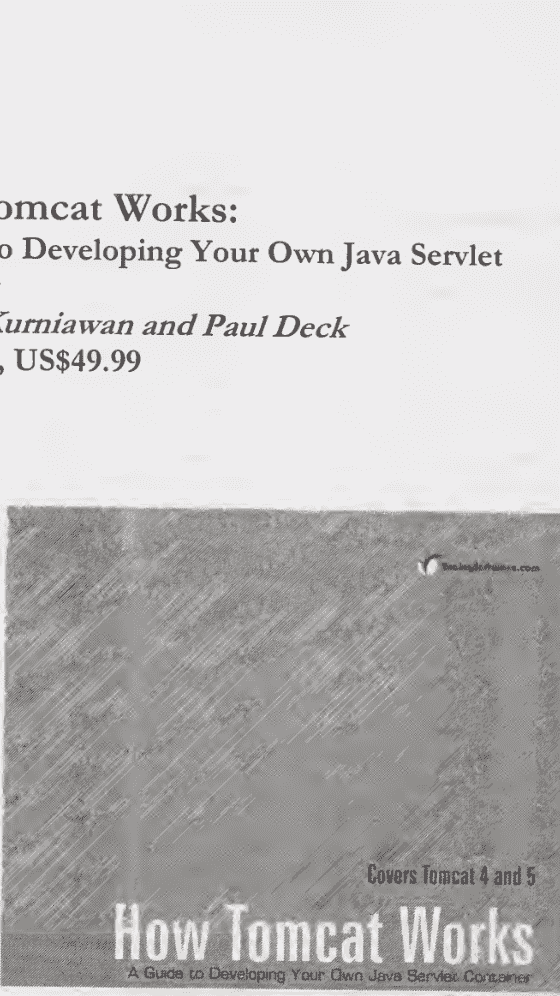 omcat Works:
o Developing Your Own Java Servlet
Kurniawan and Paul Deck
, US$49.99
Covers Tomcat 4 and 5
How Tomcat Works
A Guide to Developing Your Own Java Servlet Container